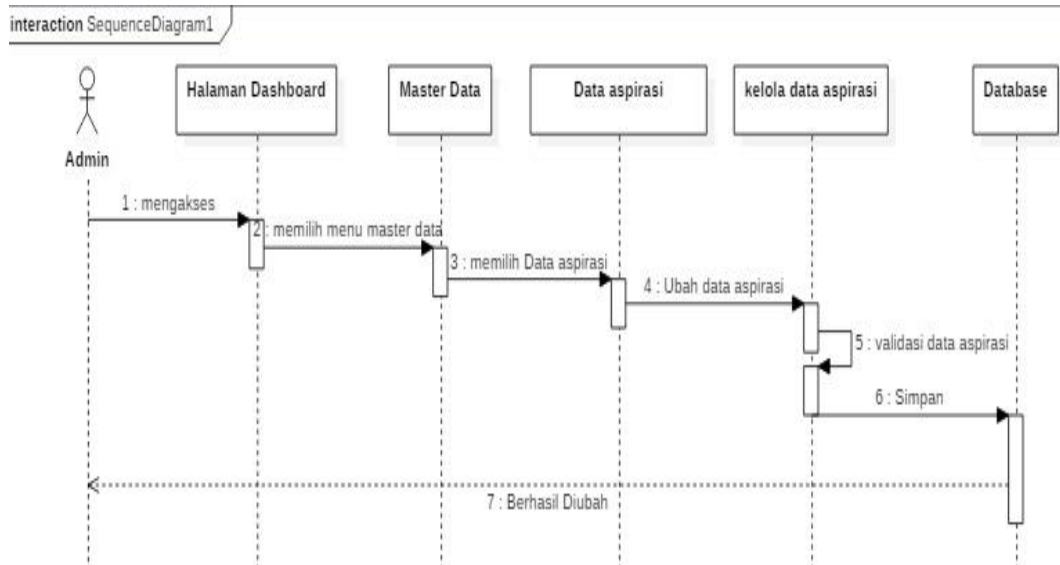 interaction SequenceDiagram1
Halaman Dashboard
Master Data
Data aspirasi
kelola data aspirasi
Database
Admin
1 : mengakses
2 : memilih menu master data
3 : memilih Data aspirasi
4 : Ubah data aspirasi
5 : validasi data aspirasi
6 : Simpan
7 : Berhasil Diubah